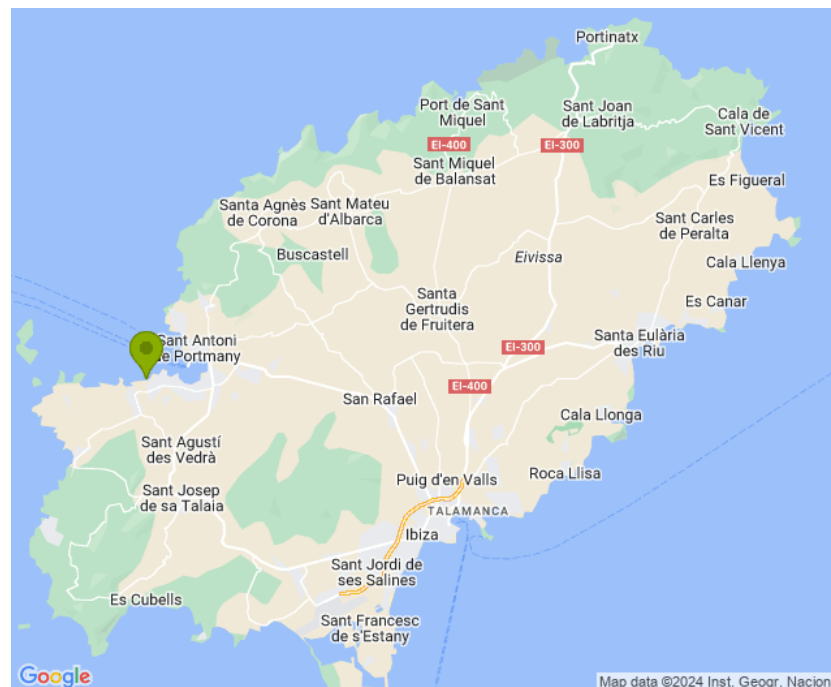 Portinatx
Port de Sant
Miquel
Sant Joan
de Labritja
Cala de
Sant Vicent
EI-400
EI-300
Sant Miquel
de Balansat
Es Figueral
Santa Agnès
de Corona
Sant Mateu
d'Albarca
Sant Carles
de Peralta
Buscastell
Eivissa
Cala Llenya
Santa
Gertrudis
de Fruitera
Es Canar
Sant Antoni
de Portmany
Santa Eulària
des Riu
EI-300
EI-400
San Rafael
Cala Llonga
Sant Agustí
des Vedrà
Roca Llisa
Puig d'en Valls
Sant Josep
de sa Talaia
TALAMANCA
Ibiza
Sant Jordi de
ses Salines
Es Cubells
Sant Francesc
de s'Estany
Google
Map data ©2024 Inst. Geogr. Nacion